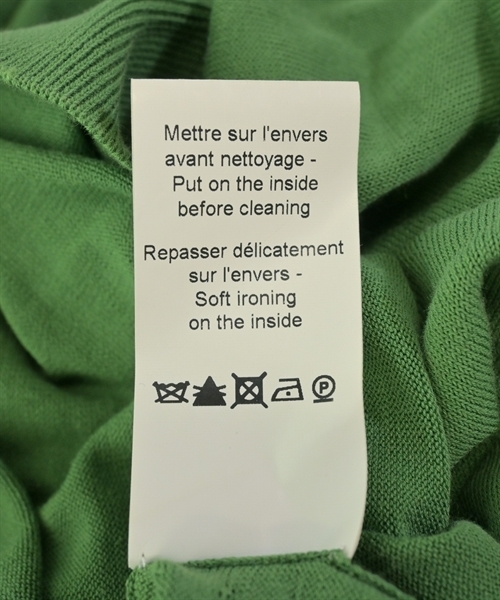 Mettre sur l'envers
avant nettoyage -
Put on the inside
before cleaning
Repasser délicatement
sur l'envers -
Soft ironing
on the inside
P